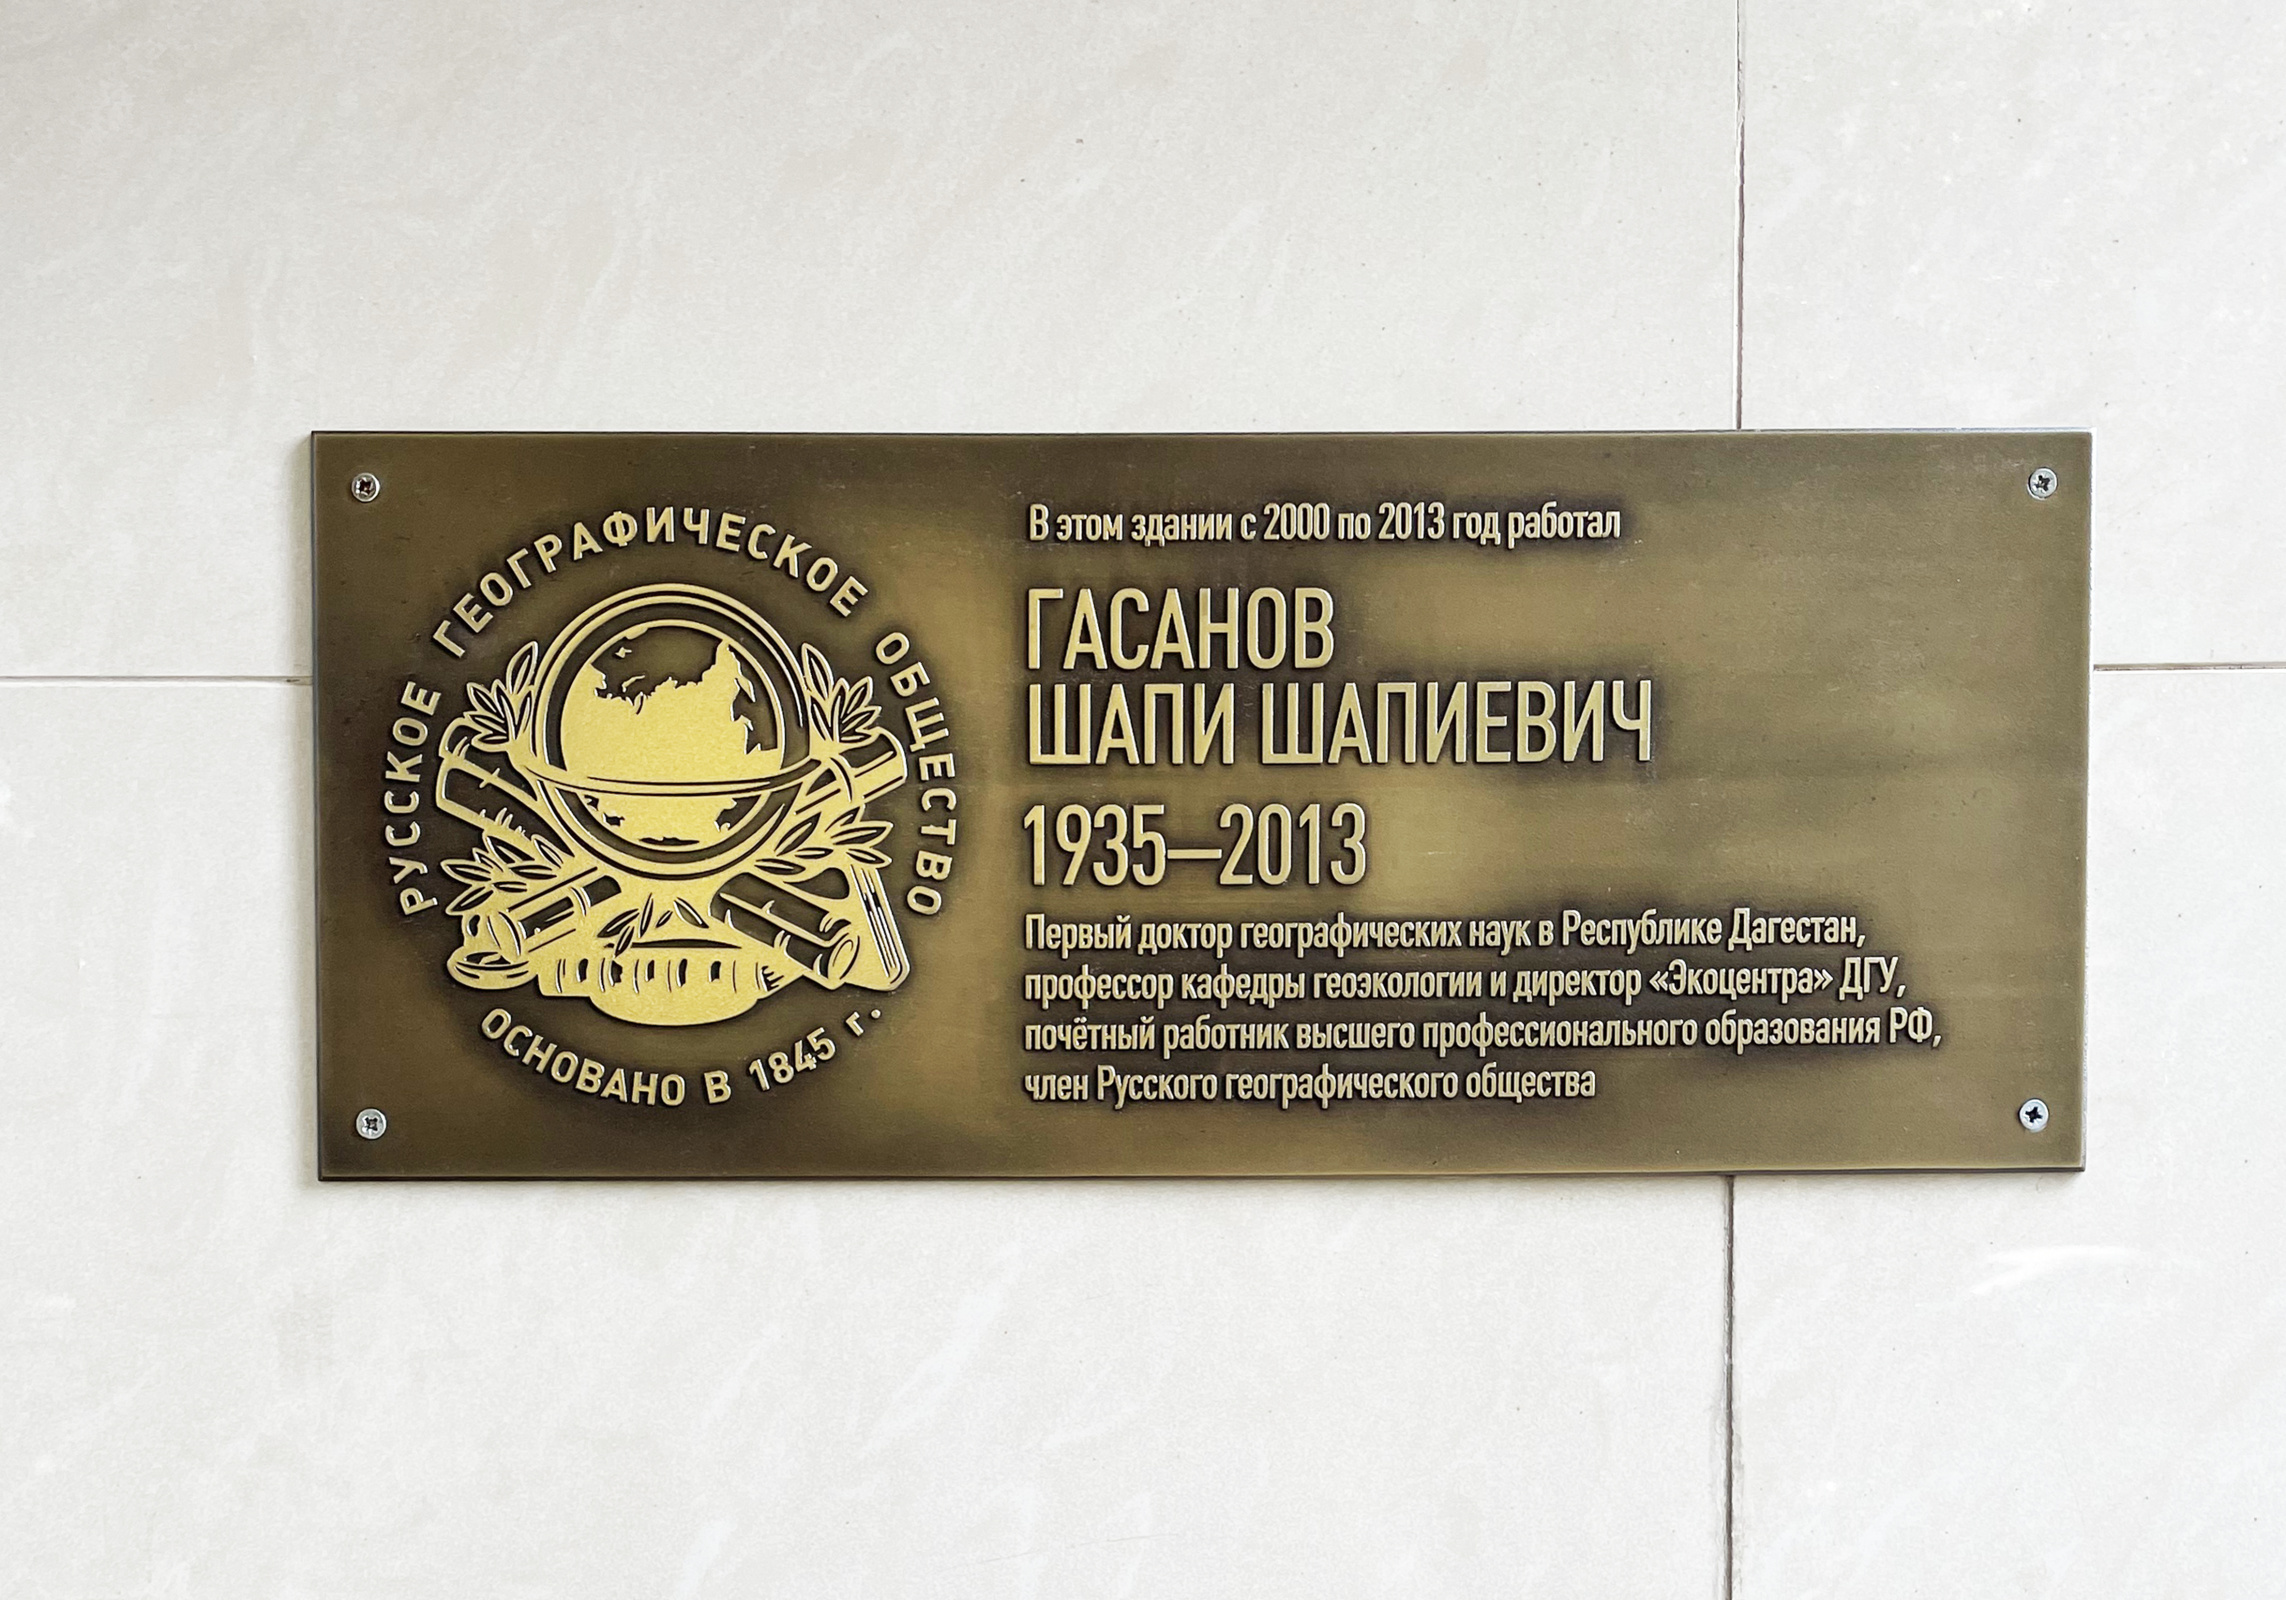 РУССКОЕ ГЕОГРАФИЧЕСКОЕ ОБЩЕСТВО
ОСНОВАНО В 1845 г.
В этом здании с 2000 по 2013 год работал
ГАСАНОВ
ШАПИ ШАПИЕВИЧ
1935–2013
Первый доктор географических наук в Республике Дагестан,
профессор кафедры геоэкологии и директор «Экоцентра» ДГУ,
почётный работник высшего профессионального образования РФ,
член Русского географического общества